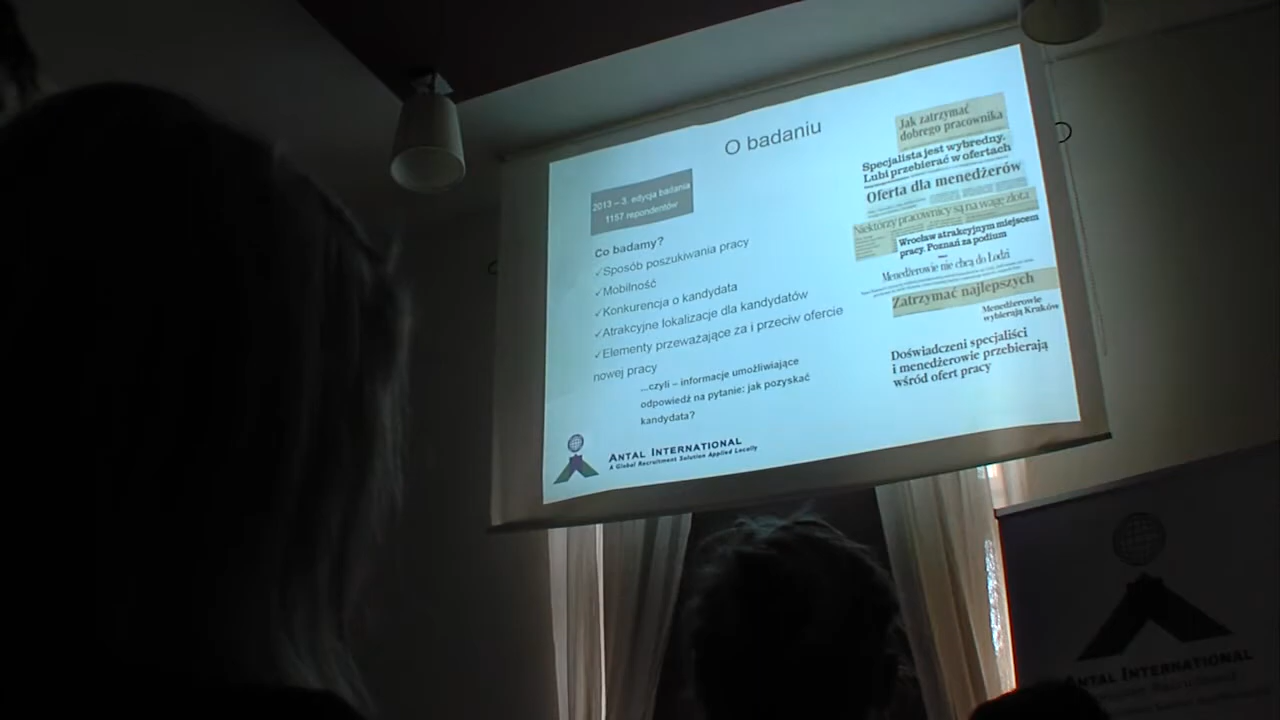 O badaniu
2013 – 3. edycja badania
1157 repondentów
Co badamy?
✓Sposób poszukiwania pracy
✓Mobilność
✓Konkurencja o kandydata
✓Atrakcyjne lokalizacje dla kandydatów
✓Elementy przeważające za i przeciw ofercie
nowej pracy
...czyli – informacje umożliwiające
odpowiedź na pytanie: jak pozyskać
kandydata?
ANTAL INTERNATIONAL
A Global Recruitment Solution Applied Locally
Jak zatrzymać
dobrego pracownika
Specjalista jest wybredny.
Lubi przebierać w ofertach
Oferta dla menedżerów
Niektórzy pracownicy są na wagę złota
Wrocław atrakcyjnym miejscem
pracy. Poznań za podium
Menedżerowie nie chcą do Łodzi
Zatrzymać najlepszych
Menedżerowie
wybierają Kraków
Doświadczeni specjaliści
i menedżerowie przebierają
wśród ofert pracy
ANTAL INTERNATIONAL